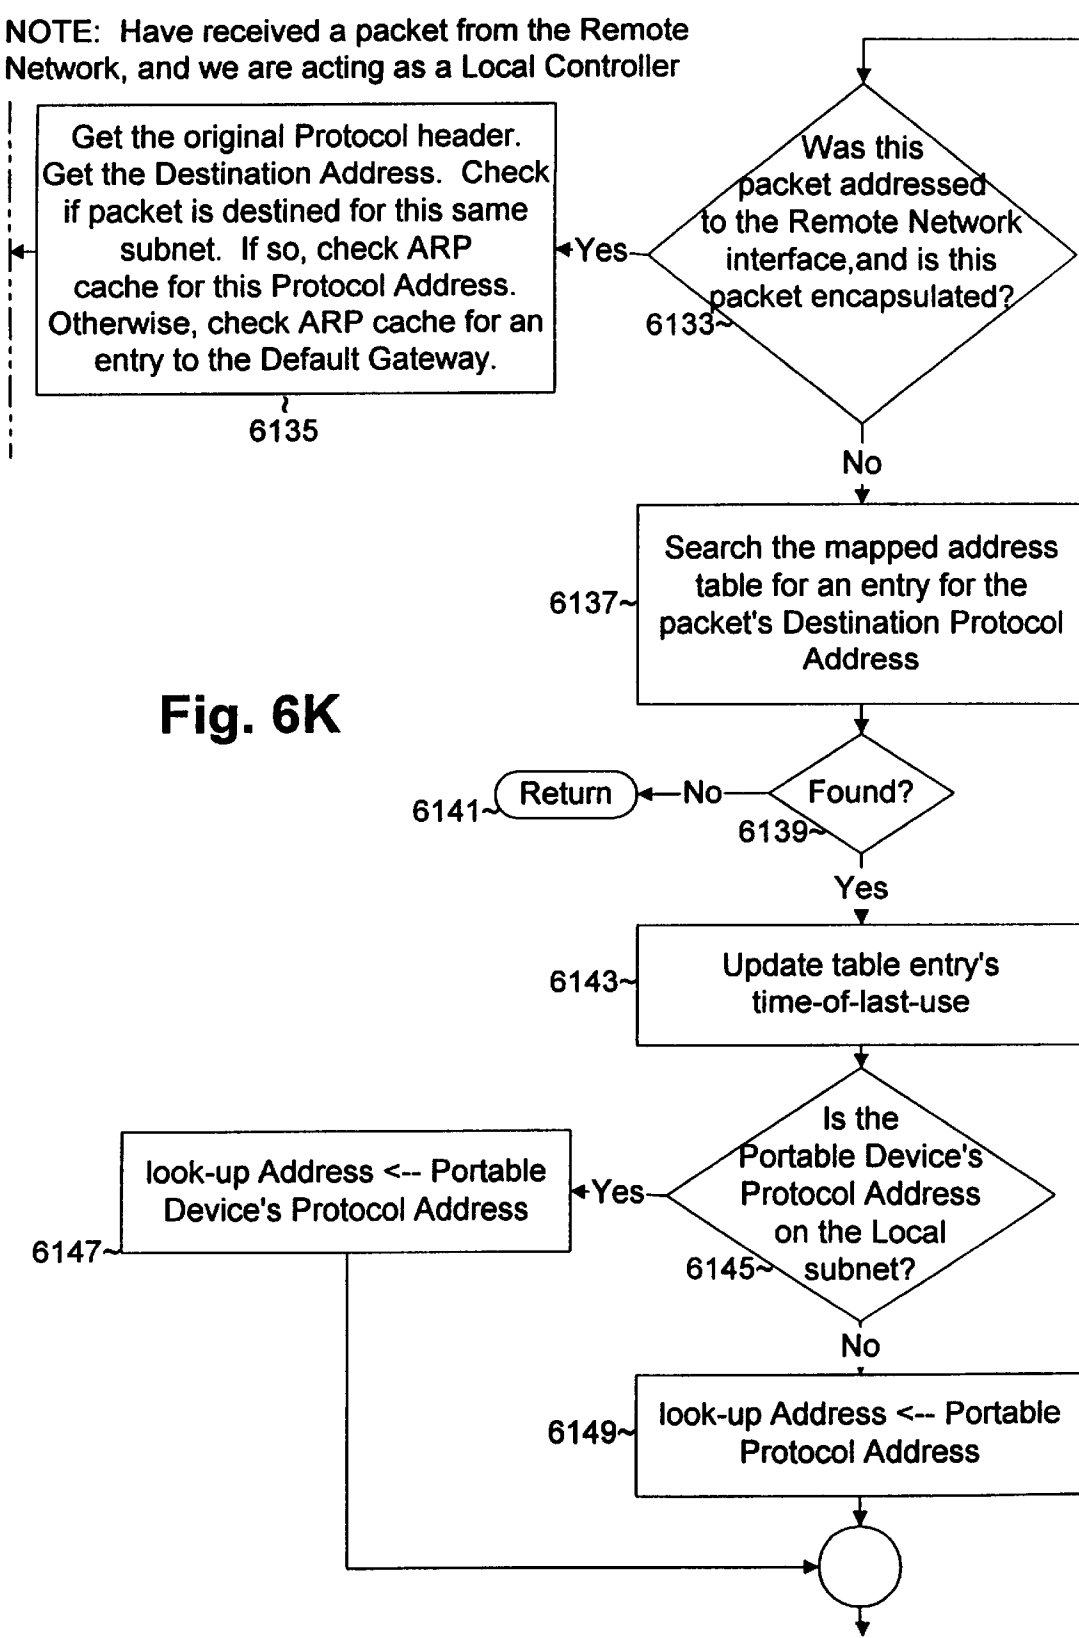 NOTE: Have received a packet from the Remote
Network, and we are acting as a Local Controller
Get the original Protocol header.
Get the Destination Address. Check
if packet is destined for this same
subnet. If so, check ARP
cache for this Protocol Address.
Otherwise, check ARP cache for an
entry to the Default Gateway.
6135
Yes
Was this
packet addressed
to the Remote Network
interface,and is this
packet encapsulated?
6133~
No
Search the mapped address
table for an entry for the
packet's Destination Protocol
Address
6137~
Fig. 6K
Found?
6139~
No
Return
6141~
Yes
Update table entry's
time-of-last-use
6143~
Is the
Portable Device's
Protocol Address
on the Local
subnet?
6145~
Yes
look-up Address <-- Portable
Device's Protocol Address
6147~
No
look-up Address <-- Portable
Protocol Address
6149~